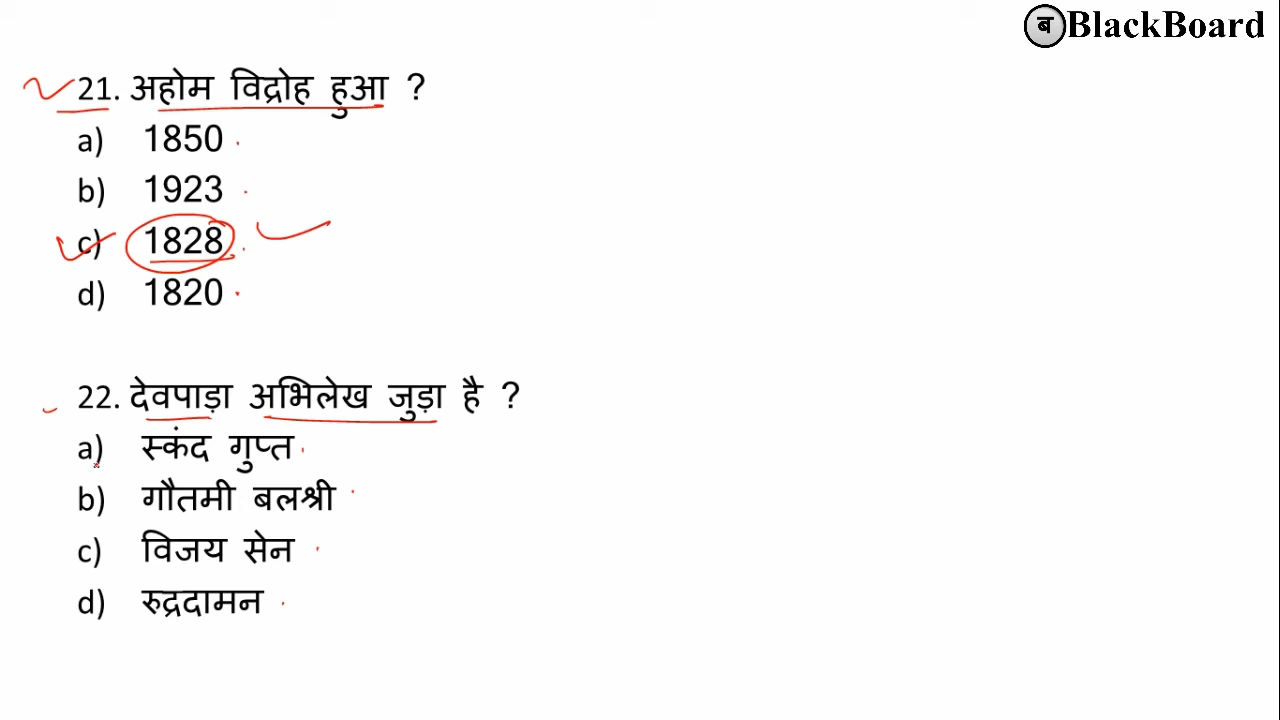 ब BlackBoard
21. अहोम विद्रोह हुआ ?
a) 1850
b) 1923
c) 1828
d) 1820
22. देवपाड़ा अभिलेख जुड़ा है ?
a) स्कंद गुप्त
b) गौतमी बलश्री
c) विजय सेन
d) रुद्रदामन